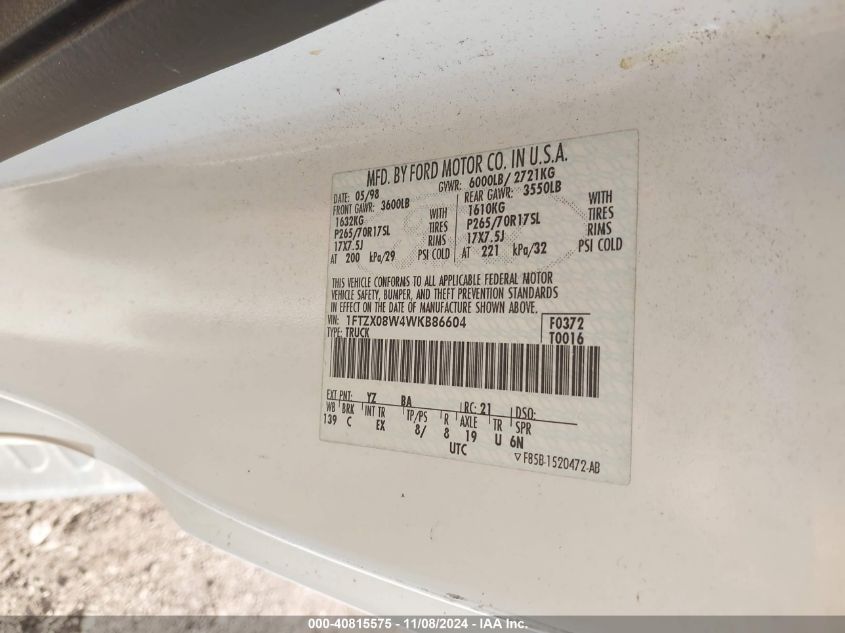 MFD. BY FORD MOTOR CO. IN U.S.A.
DATE: 05/98 GVWR: 6000LB/ 2721KG
FRONT GAWR: 3600LB REAR GAWR: 3550LB
1632KG WITH 1610KG WITH
P265/70R17SL TIRES P265/70R17SL TIRES
17X7.5J RIMS 17X7.5J RIMS
AT 200 kPa/29 PSI COLD AT 221 kPa/32 PSI COLD
THIS VEHICLE CONFORMS TO ALL APPLICABLE FEDERAL MOTOR
VEHICLE SAFETY, BUMPER, AND THEFT PREVENTION STANDARDS
IN EFFECT ON THE DATE OF MANUFACTURE SHOWN ABOVE.
VIN: 1FTZX08W4WKB86604 F0372
TYPE: TRUCK T0016
EXT PNT: YZ BA RC: 21 DSO:
WB BRK INT TR TP/PS R AXLE TR SPR
139 C EX 8/ 8 19 U 6N
UTC
▽ F85B-1520472-AB
000-40815575 - 11/08/2024 - IAA Inc.